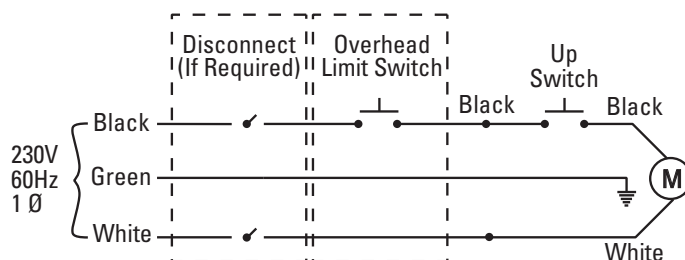 Disconnect
(If Required)
Overhead
Limit Switch
Up
Switch
Black
Black
Black
230V
60Hz
1 Ø
Green
M
White
White